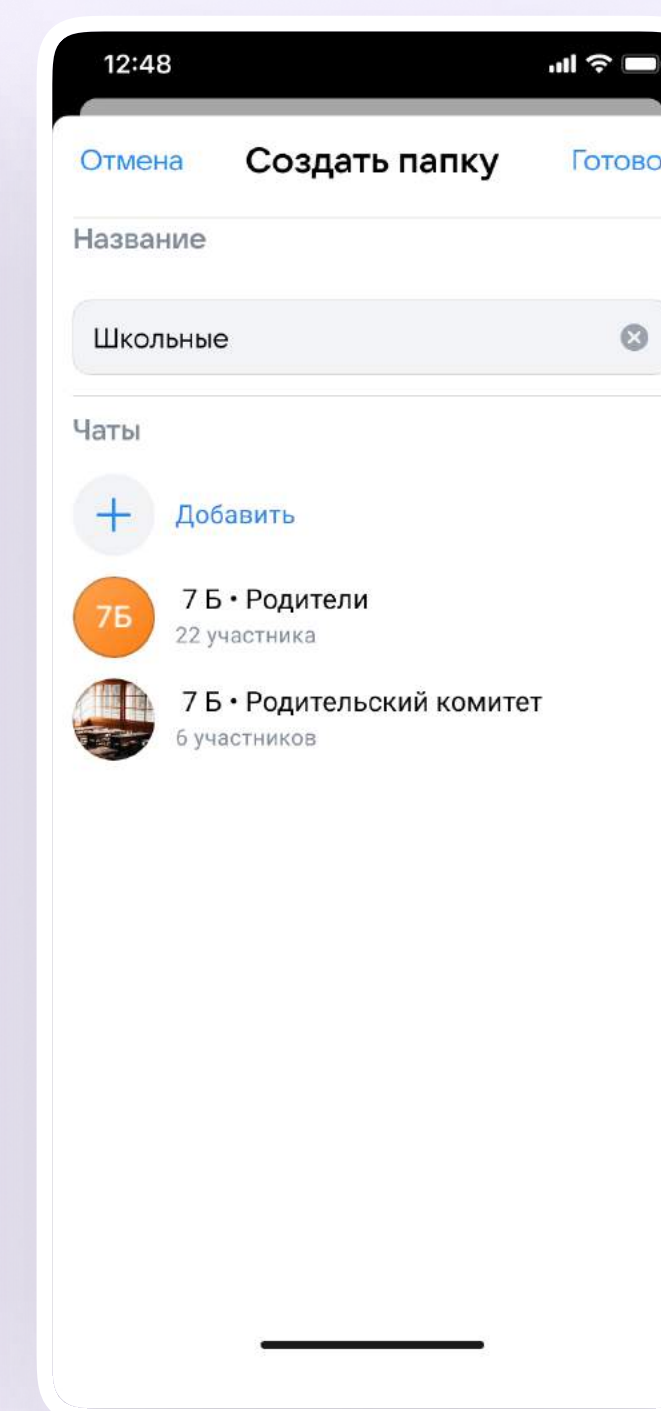 12:48
Отмена Создать папку Готово
Название
Школьные
Чаты
Добавить
7Б 7 Б • Родители
22 участника
7 Б • Родительский комитет
6 участников